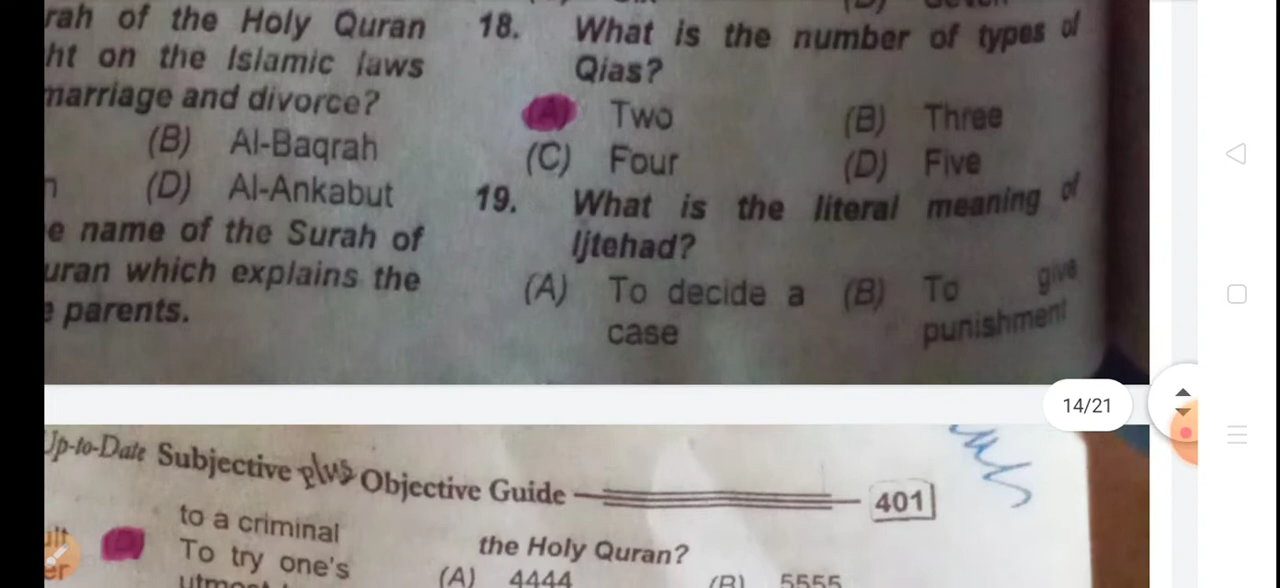 rah of the Holy Quran
ht on the Islamic laws
marriage and divorce?
(B) Al-Baqrah
(D) Al-Ankabut
e name of the Surah of
uran which explains the
e parents.
18. What is the number of types of
Qias?
(A) Two (B) Three
(C) Four (D) Five
19. What is the literal meaning of
Ijtehad?
(A) To decide a (B) To give
case punishment
14/21
Up-to-Date Subjective plus Objective Guide 401
to a criminal
To try one's
the Holy Quran?
(A) 4444 (B) 5555